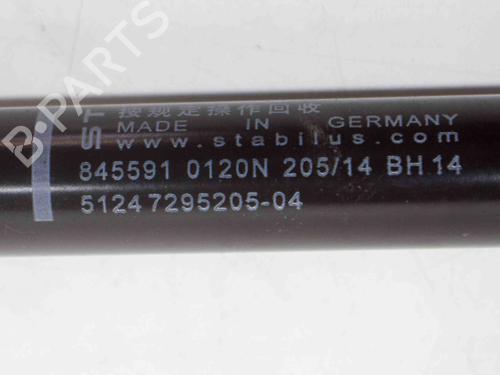 ST
按规定操作回收
MADE IN GERMANY
www.stabilus.com
845591 0120N 205/14 BH 14
51247295205-04
B-PARTS